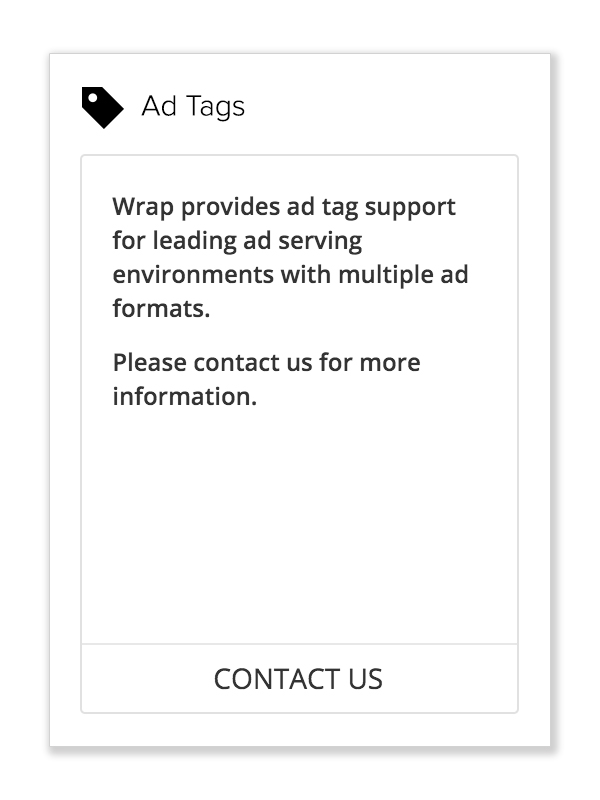 Ad Tags
Wrap provides ad tag support
for leading ad serving
environments with multiple ad
formats.
Please contact us for more
information.
CONTACT US